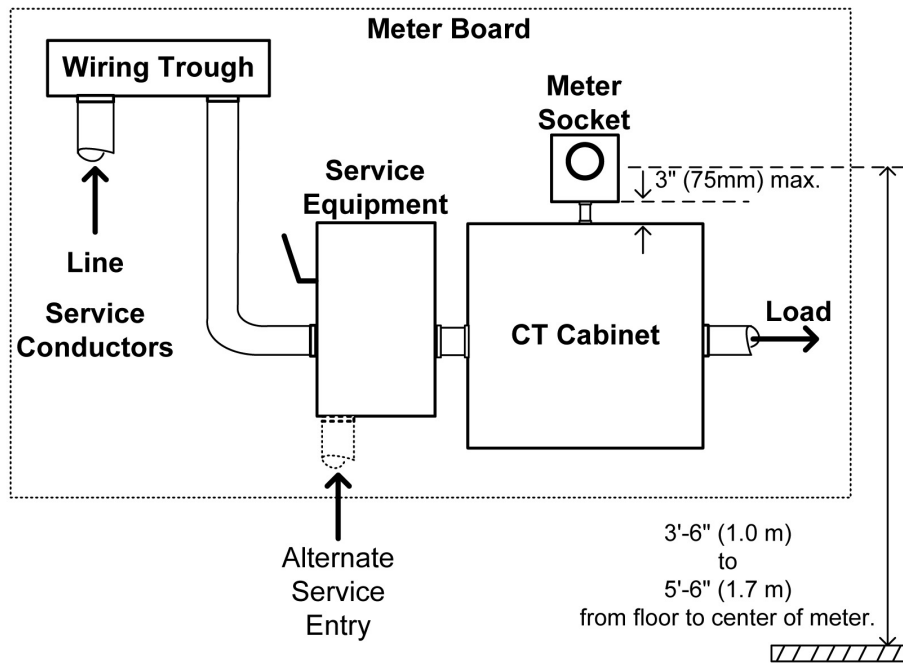 Meter Board
Wiring Trough
Meter
Socket
3" (75mm) max.
Service
Equipment
Line
Service
Conductors
CT Cabinet
Load
Alternate
Service
Entry
3'-6" (1.0 m)
to
5'-6" (1.7 m)
from floor to center of meter.